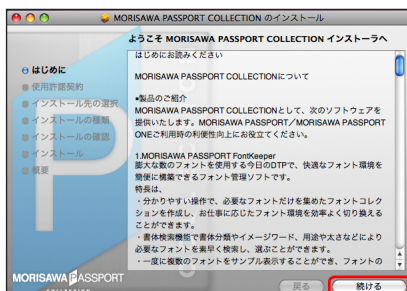 MORISAWA PASSPORT COLLECTION のインストール
ようこそ MORISAWA PASSPORT COLLECTION インストーラへ
はじめに
使用許諾契約
インストール先の選択
インストールの種類
インストールの確認
インストール
概要
はじめにお読みください
MORISAWA PASSPORT COLLECTIONについて
▪製品のご紹介
MORISAWA PASSPORT COLLECTIONとして、次のソフトウェアを
提供いたします。MORISAWA PASSPORT／MORISAWA PASSPORT
ONEご利用時の利便性向上にお役立てください。
1.MORISAWA PASSPORT FontKeeper
膨大な数のフォントを使用する今日のDTPで、快適なフォント環境を
簡便に構築できるフォント管理ソフトです。
特長は、
・分かりやすい操作で、必要なフォントだけを集めたフォントコレク
ションを作成し、お仕事に応じたフォント環境を効率よく切り換える
ことができます。
・書体検索機能で書体分類やイメージワード、用途や太さなどにより
必要なフォントを素早く検索し、選ぶことができます。
・一度に複数のフォントをサンプル表示することができ、フォントの
MORISAWA PASSPORT
戻る
続ける